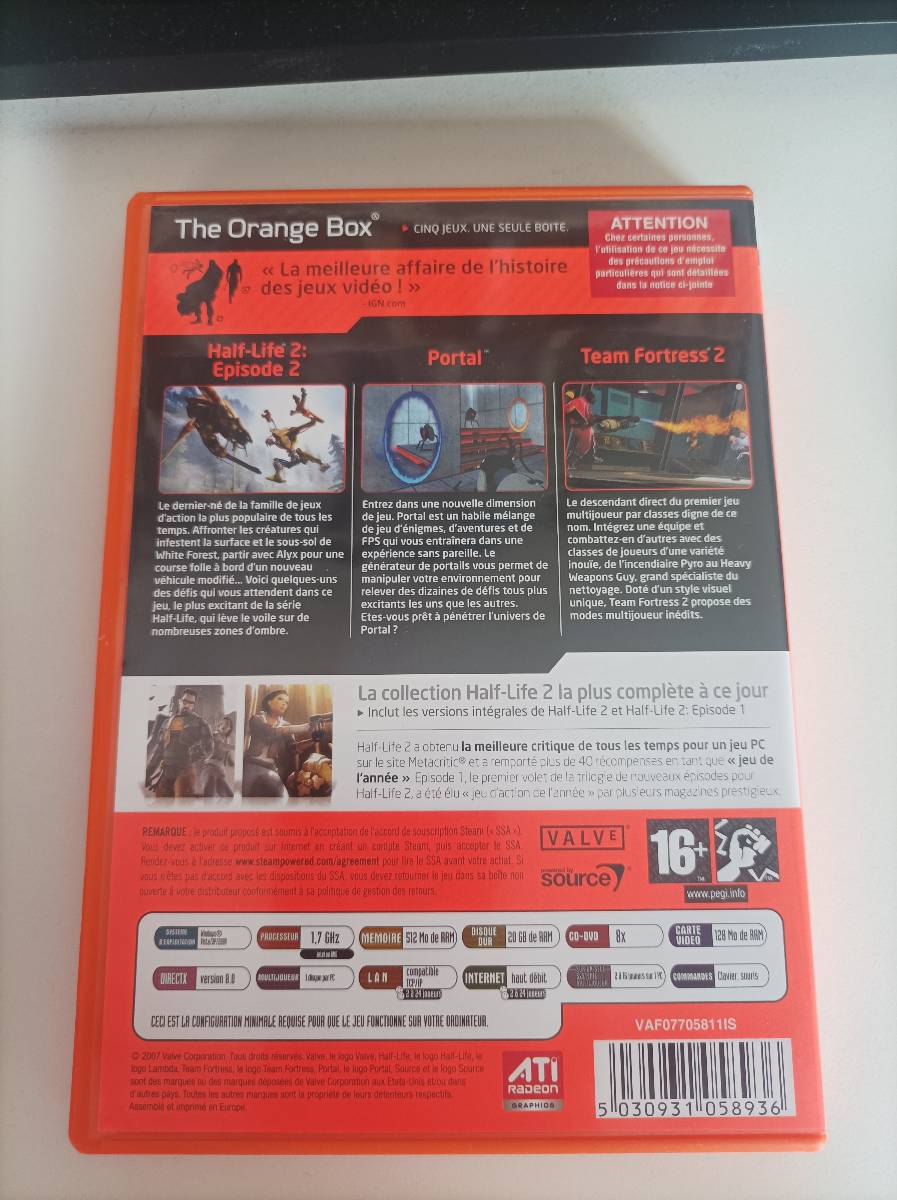 The Orange Box®
▶ CINQ JEUX. UNE SEULE BOITE.
ATTENTION
Chez certaines personnes,
l'utilisation de ce jeu nécessite
des précautions d'emploi
particulières qui sont détaillées
dans la notice ci-jointe
« La meilleure affaire de l'histoire
des jeux vidéo ! »
- IGN.com
Half-Life® 2:
Episode 2
Le dernier-né de la famille de jeux
d'action la plus populaire de tous les
temps. Affronter les créatures qui
infestent la surface et le sous-sol de
White Forest, partir avec Alyx pour une
course folle à bord d'un nouveau
véhicule modifié... Voici quelques-uns
des défis qui vous attendent dans ce
jeu, le plus excitant de la série
Half-Life, qui lève le voile sur de
nombreuses zones d'ombre.
Portal™
Entrez dans une nouvelle dimension
de jeu. Portal est un habile mélange
de jeu d'énigmes, d'aventures et de
FPS qui vous entraînera dans une
expérience sans pareille. Le
générateur de portails vous permet de
manipuler votre environnement pour
relever des dizaines de défis tous plus
excitants les uns que les autres.
Etes-vous prêt à pénétrer l'univers de
Portal ?
Team Fortress® 2
Le descendant direct du premier jeu
multijoueur par classes digne de ce
nom. Intégrez une équipe et
combattez-en d'autres avec des
classes de joueurs d'une variété
inouïe, de l'incendiaire Pyro au Heavy
Weapons Guy, grand spécialiste du
nettoyage. Doté d'un style visuel
unique, Team Fortress 2 propose des
modes multijoueur inédits.
La collection Half-Life 2 la plus complète à ce jour
▶ Inclut les versions intégrales de Half-Life 2 et Half-Life 2: Episode 1
Half-Life 2 a obtenu la meilleure critique de tous les temps pour un jeu PC
sur le site Metacritic® et a remporté plus de 40 récompenses en tant que « jeu de
l'année ». Episode 1, le premier volet de la trilogie de nouveaux épisodes pour
Half-Life 2, a été élu « jeu d'action de l'année » par plusieurs magazines prestigieux.
REMARQUE : le produit proposé est soumis à l'acceptation de l'accord de souscription Steam (« SSA »).
Vous devez activer ce produit sur Internet en créant un compte Steam, puis accepter le SSA.
Rendez-vous à l'adresse www.steampowered.com/agreement pour lire le SSA avant votre achat. Si
vous n'êtes pas d'accord avec les dispositions du SSA, vous devez retourner le jeu dans sa boîte non
ouverte à votre distributeur conformément à sa politique de gestion des retours.
VALVE®
powered by
source
16+
™
www.pegi.info
SYSTEME D'EXPLOITATION Windows®
PROCESSEUR 1,7 GHz
MEMOIRE 512 Mo de RAM
DISQUE DUR 20 GB de RAM
CD-DVD 8x
CARTE VIDEO 128 Mo de RAM
DIRECTX version 8.0
MULTIJOUEUR 1 disque par PC
LAN compatible TCP/IP
2 à 24 joueurs
INTERNET haut débit
2 à 24 joueurs
COMMANDES Clavier, souris
CECI EST LA CONFIGURATION MINIMALE REQUISE POUR QUE LE JEU FONCTIONNE SUR VOTRE ORDINATEUR.
VAF07705811IS
© 2007 Valve Corporation. Tous droits réservés. Valve, le logo Valve, Half-Life, le logo Half-Life, le
logo Lambda, Team Fortress, le logo Team Fortress, Portal, le logo Portal, Source et le logo Source
sont des marques ou des marques déposées de Valve Corporation aux Etats-Unis et/ou dans
d'autres pays. Toutes les autres marques sont la propriété de leurs détenteurs respectifs.
Assemblé et imprimé en Europe.
ATI
RADEON
GRAPHICS
5 030931 058936